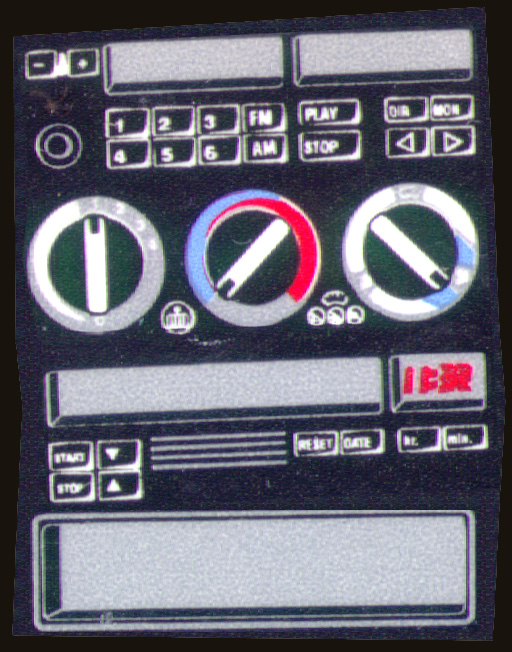 - +
1 2 3 FM PLAY DIR MON
4 5 6 AM STOP
START RESET DATE hr. min.
STOP